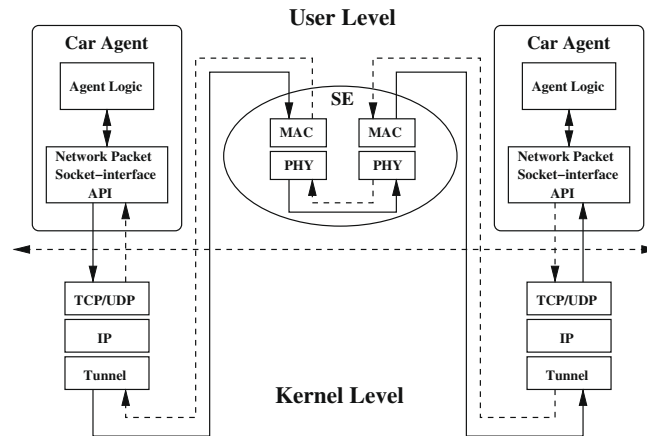 User Level
Car Agent
Agent Logic
Network Packet
Socket-interface
API
SE
MAC
MAC
PHY
PHY
Car Agent
Agent Logic
Network Packet
Socket-interface
API
TCP/UDP
IP
Tunnel
TCP/UDP
IP
Tunnel
Kernel Level